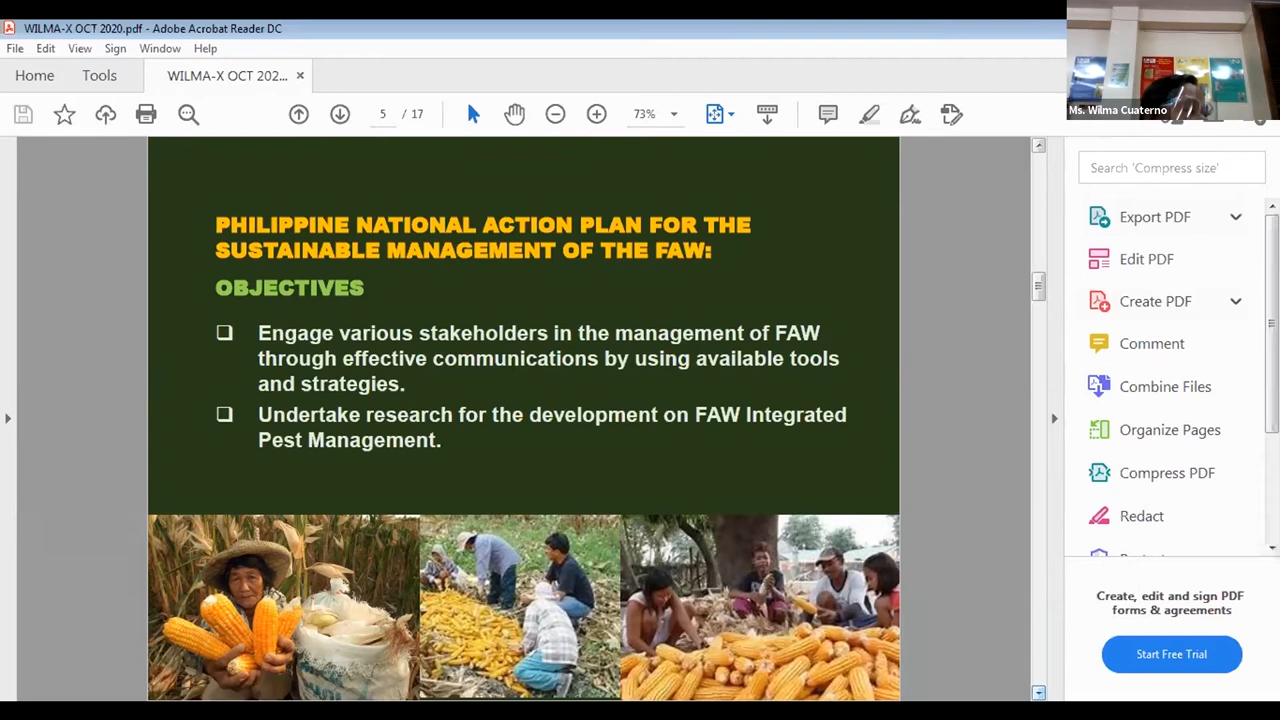 WILMA-X OCT 2020.pdf - Adobe Acrobat Reader DC
File Edit View Sign Window Help
Home Tools WILMA-X OCT 202... ×
5 / 17 73%
Ms. Wilma Cuaterno
PHILIPPINE NATIONAL ACTION PLAN FOR THE
SUSTAINABLE MANAGEMENT OF THE FAW:
OBJECTIVES
❑ Engage various stakeholders in the management of FAW
through effective communications by using available tools
and strategies.
❑ Undertake research for the development on FAW Integrated
Pest Management.
Search 'Compress size'
Export PDF
Edit PDF
Create PDF
Comment
Combine Files
Organize Pages
Compress PDF
Redact
Create, edit and sign PDF
forms & agreements
Start Free Trial